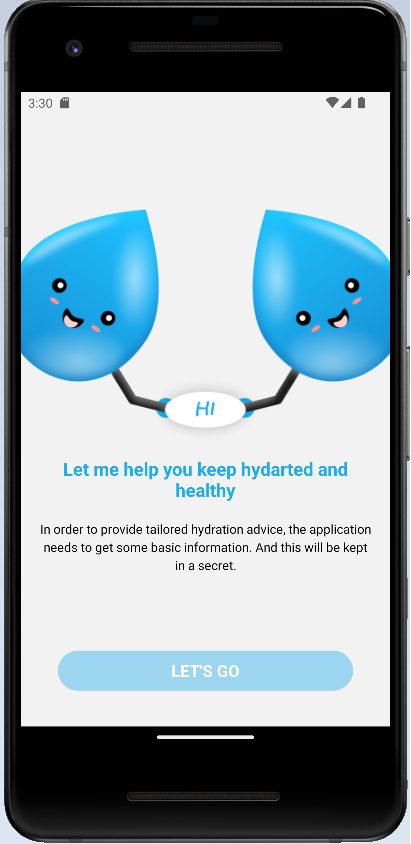 3:30
HI
Let me help you keep hydarted and
healthy
In order to provide tailored hydration advice, the application
needs to get some basic information. And this will be kept
in a secret.
LET'S GO